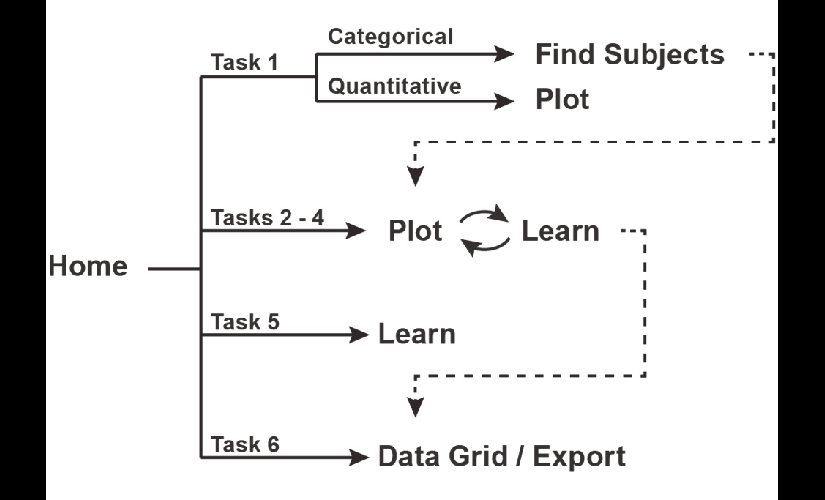 Categorical
Task 1
Find Subjects
Quantitative
Plot
Tasks 2 - 4
Plot
Learn
Home
Task 5
Learn
Task 6
Data Grid / Export